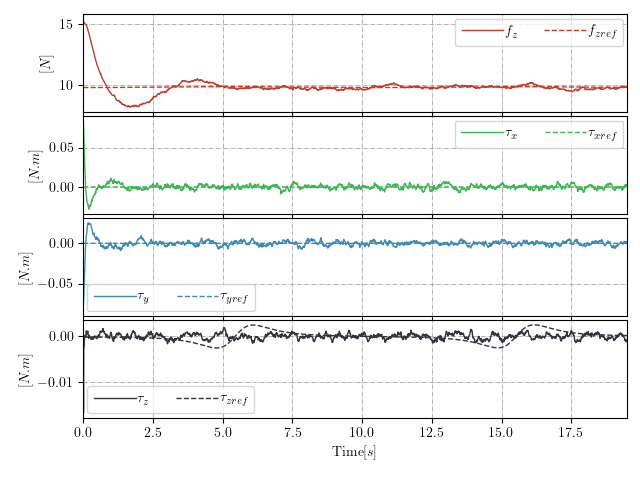 15
10
[N]
f_z f_zref
0.05
0.00
[N.m]
τ_x τ_xref
0.00
−0.05
[N.m]
τ_y τ_yref
0.00
−0.01
[N.m]
τ_z τ_zref
0.0 2.5 5.0 7.5 10.0 12.5 15.0 17.5
Time[s]